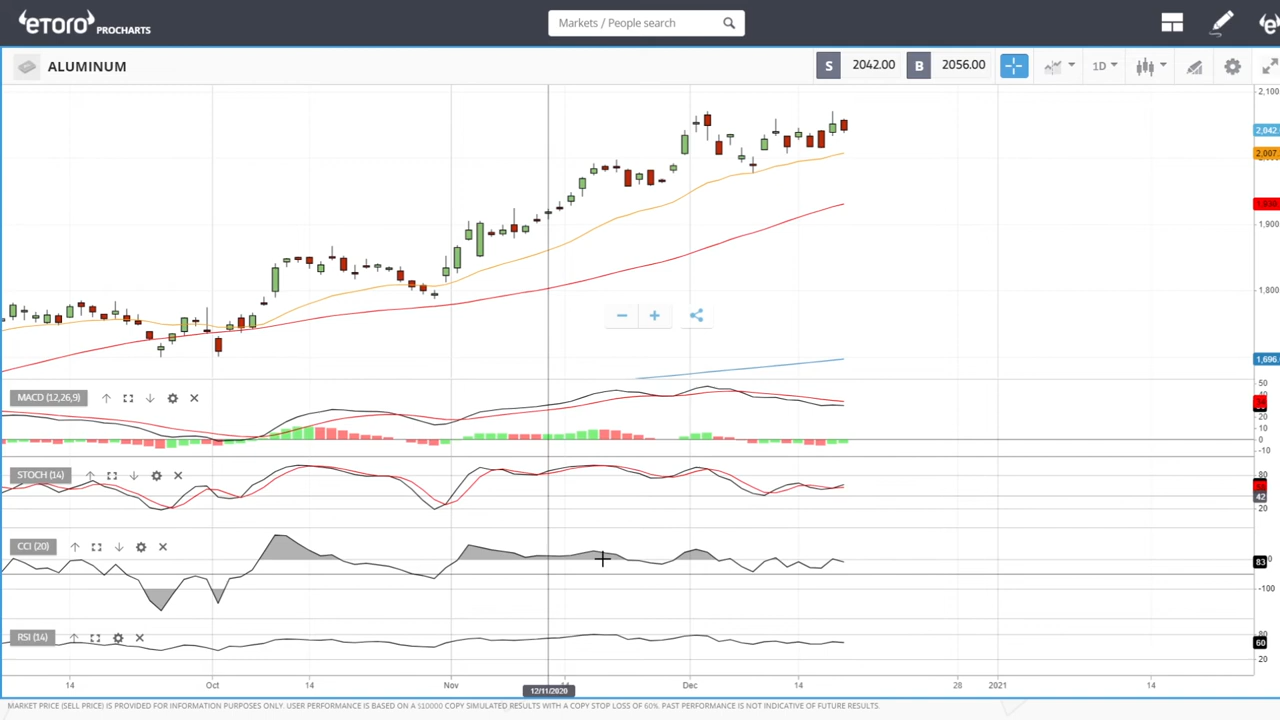 eTORO PROCHARTS
Markets / People search
ALUMINUM
S 2042.00 B 2056.00
1D
2,100
2,042.
2,007.
1,900
1,800
1,696.
MACD (12,26,9)
50
20
10
0
-10
STOCH (14)
80
42
20
CCI (20)
83
-100
RSI (14)
60
20
14 Oct 14 Nov 14 Dec 14 28 2021 14
12/11/2020
MARKET PRICE (SELL PRICE) IS PROVIDED FOR INFORMATION PURPOSES ONLY. USER PERFORMANCE IS BASED ON A $10000 COPY SIMULATED RESULTS WITH A COPY STOP LOSS OF 60%. PAST PERFORMANCE IS NOT INDICATIVE OF FUTURE RESULTS.